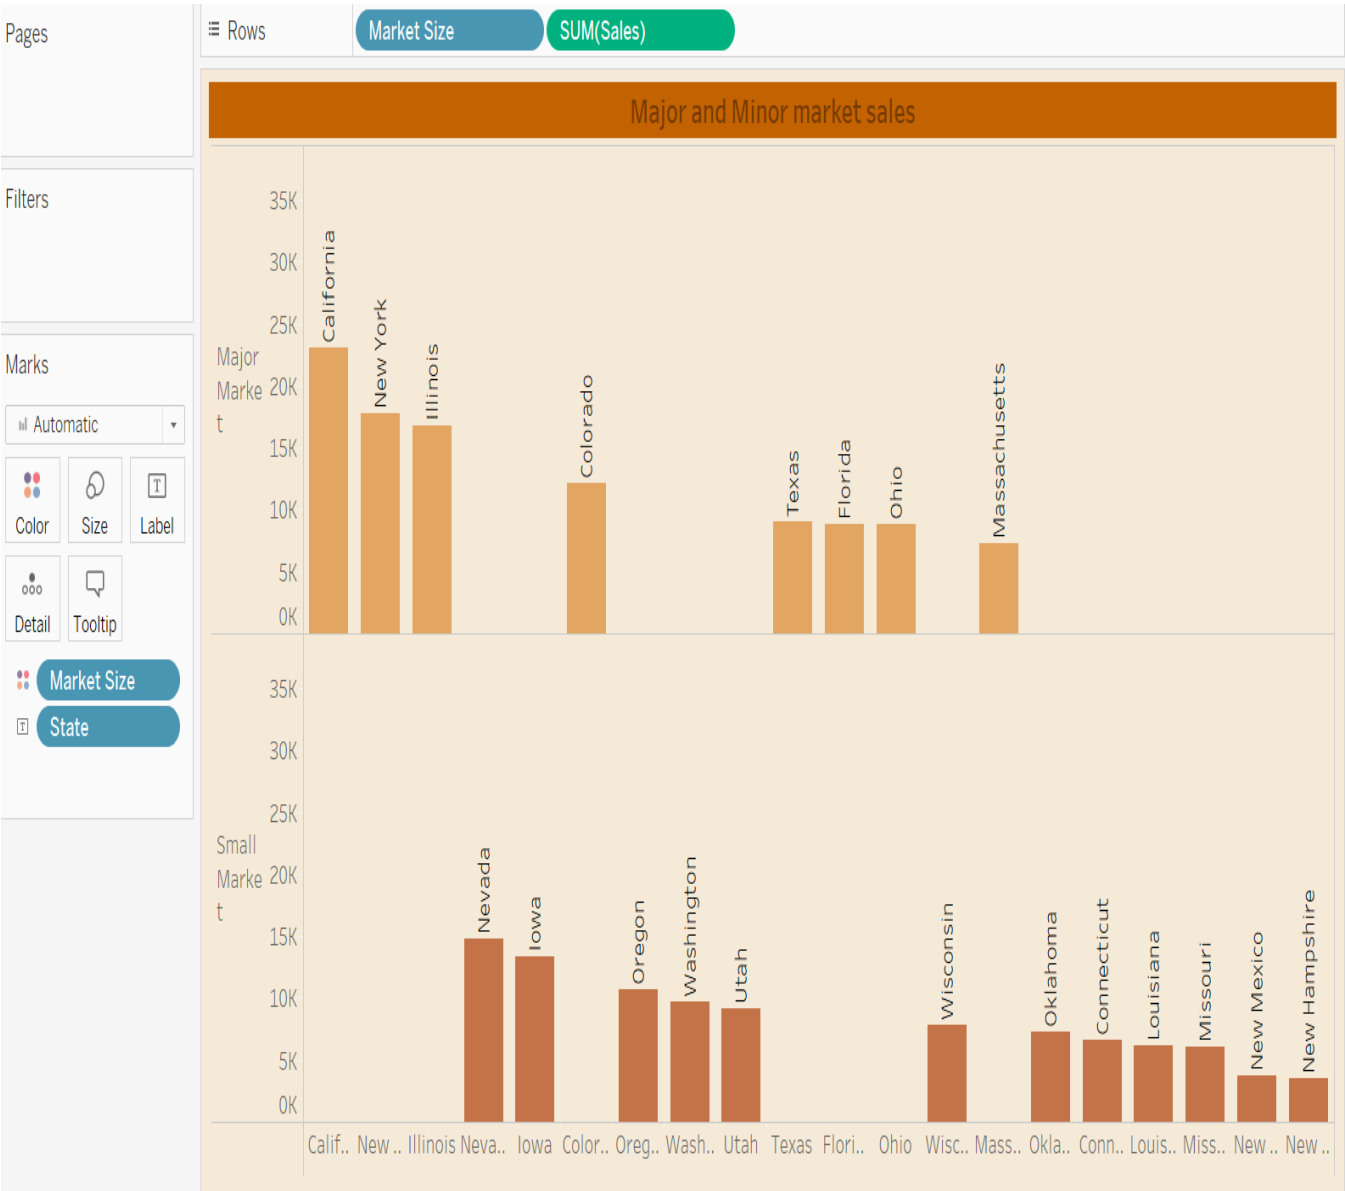 Pages
Rows
Market Size
SUM(Sales)
Filters
Marks
Automatic
Color
Size
Label
Detail
Tooltip
Market Size
State
Major and Minor market sales
35K
30K
25K
20K
15K
10K
5K
0K
Major
Marke
t
California
New York
Illinois
Colorado
Texas
Florida
Ohio
Massachusetts
35K
30K
25K
20K
15K
10K
5K
0K
Small
Marke
t
Nevada
Iowa
Oregon
Washington
Utah
Wisconsin
Oklahoma
Connecticut
Louisiana
Missouri
New Mexico
New Hampshire
Calif.. New .. Illinois Neva.. Iowa Color.. Oreg.. Wash.. Utah Texas Flori.. Ohio Wisc.. Mass.. Okla.. Conn.. Louis.. Miss.. New .. New ..